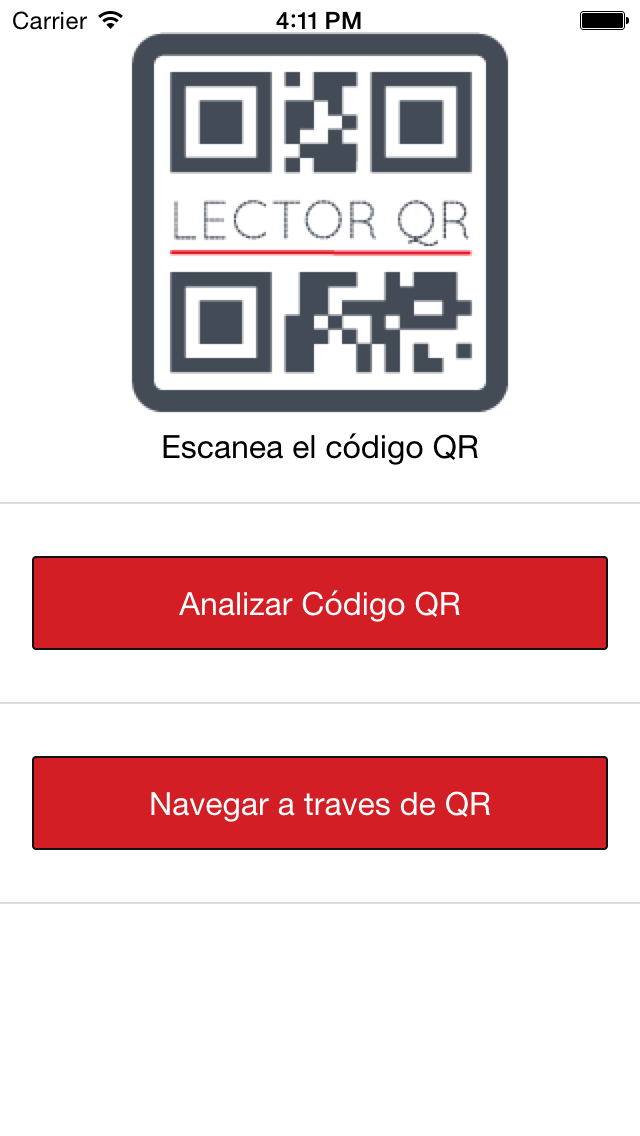 Carrier 4:11 PM
LECTOR QR
Escanea el código QR
Analizar Código QR
Navegar a traves de QR